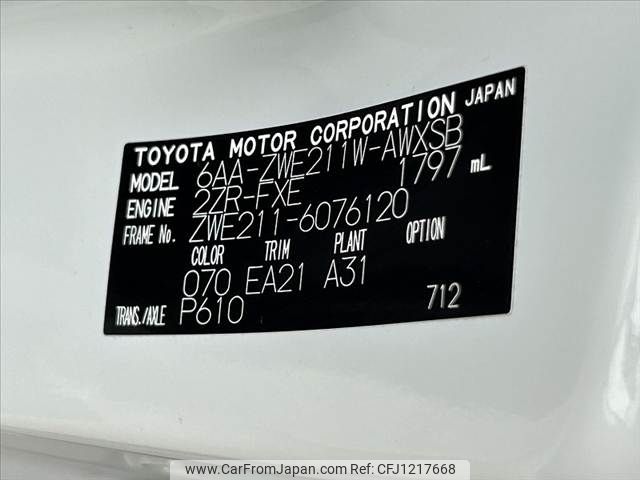 TOYOTA MOTOR CORPORATION JAPAN
MODEL 6AA-ZWE211W-AWXSB
ENGINE 2ZR-FXE 1797 mL
FRAME No. ZWE211-6076120
COLOR TRIM PLANT OPTION
070 EA21 A31
TRANS./AXLE P610 712
www.CarFromJapan.com - CFJ1217668